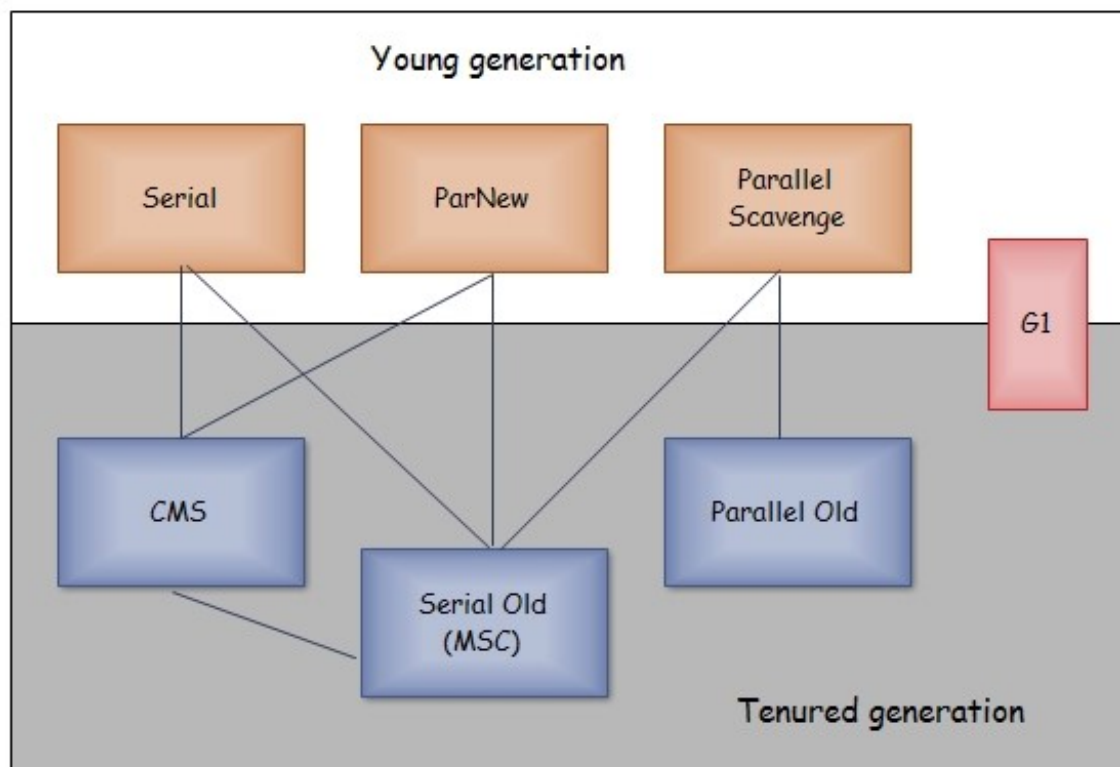 Young generation
Serial
ParNew
Parallel
Scavenge
G1
CMS
Parallel Old
Serial Old
(MSC)
Tenured generation